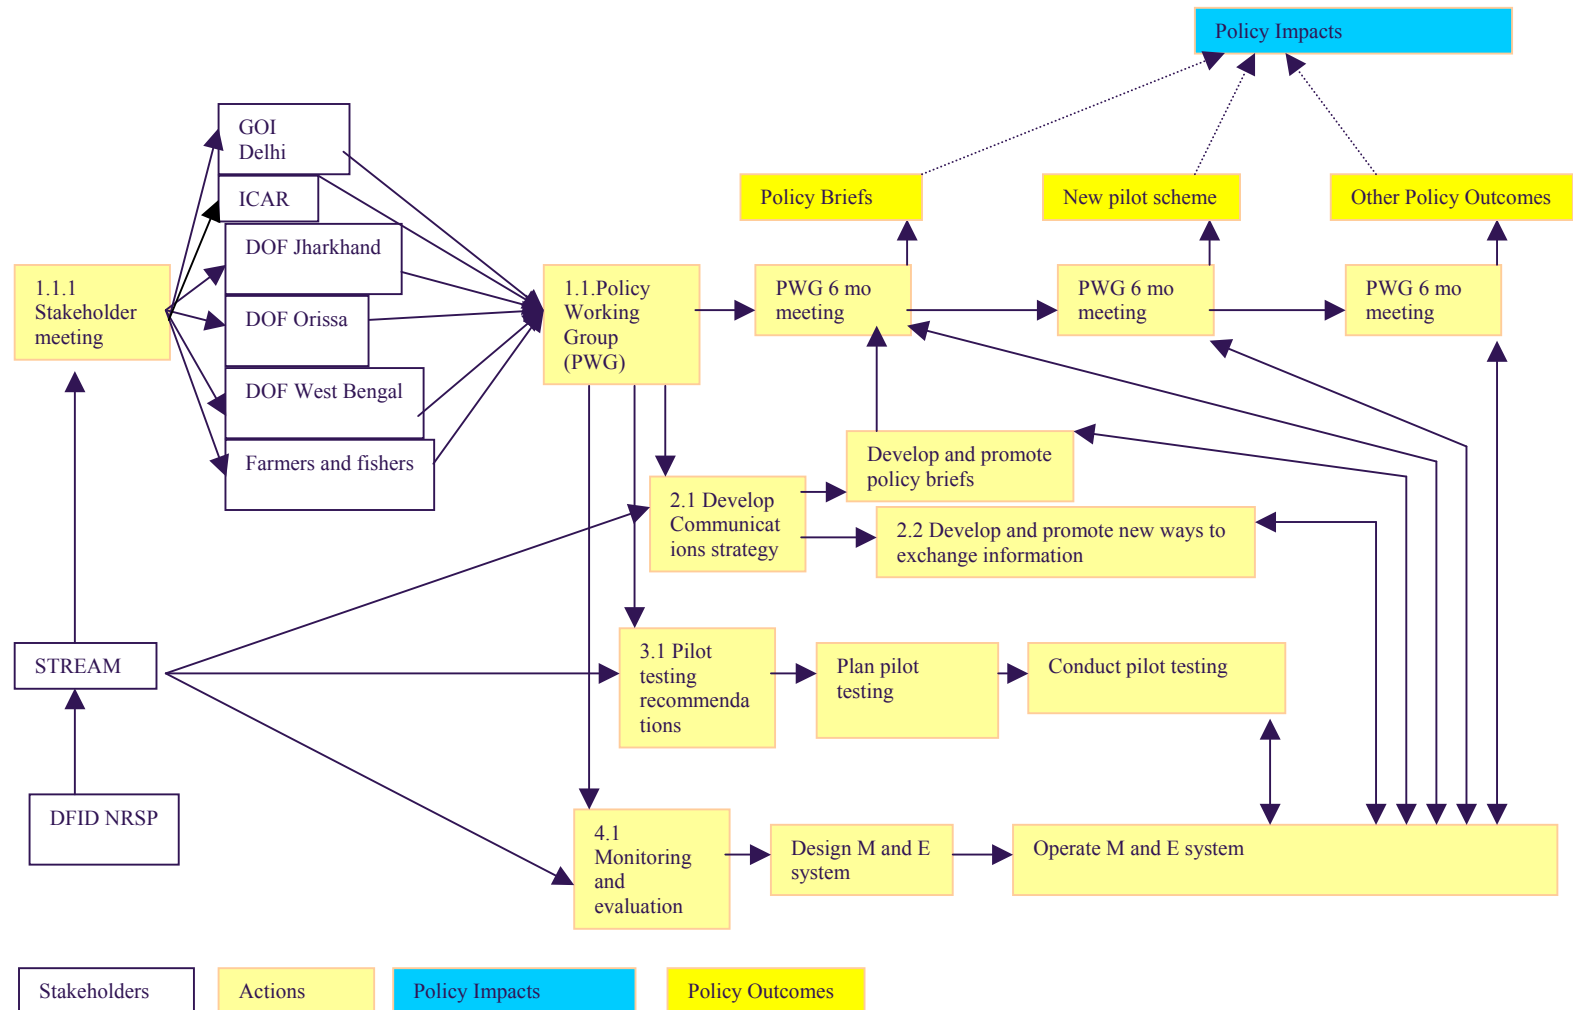 Policy Impacts
GOI
Delhi
ICAR
DOF Jharkhand
DOF Orissa
DOF West Bengal
Farmers and fishers
1.1.1
Stakeholder
meeting
1.1.Policy
Working
Group
(PWG)
Policy Briefs
New pilot scheme
Other Policy Outcomes
PWG 6 mo
meeting
PWG 6 mo
meeting
PWG 6 mo
meeting
Develop and promote
policy briefs
2.1 Develop
Communicat
ions strategy
2.2 Develop and promote new ways to
exchange information
STREAM
3.1 Pilot
testing
recommenda
tions
Plan pilot
testing
Conduct pilot testing
DFID NRSP
4.1
Monitoring
and
evaluation
Design M and E
system
Operate M and E system
Stakeholders
Actions
Policy Impacts
Policy Outcomes